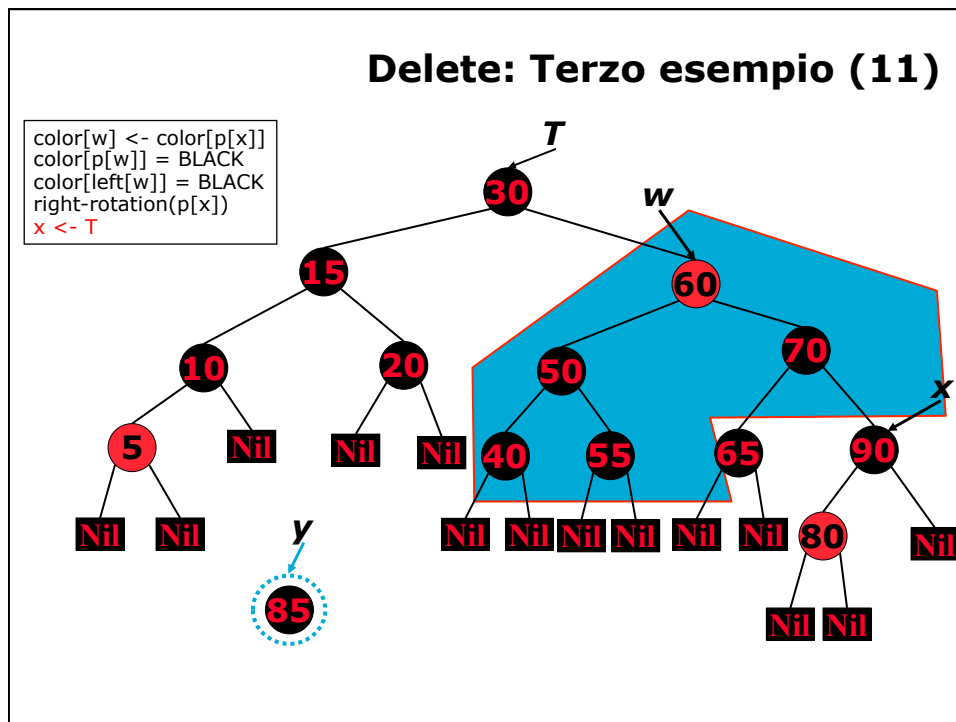 Delete: Terzo esempio (11)
color[w] <- color[p[x]]
color[p[w]] = BLACK
color[left[w]] = BLACK
right-rotation(p[x])
x <- T
T
30
w
15
60
10
20
50
70
x
5
Nil
Nil
Nil
40
55
65
90
Nil
Nil
Nil
Nil
Nil
Nil
Nil
Nil
80
Nil
y
85
Nil
Nil